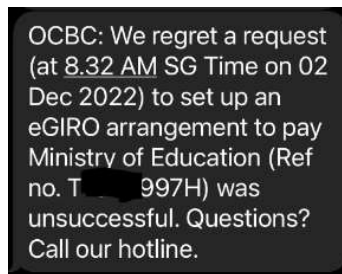 OCBC: We regret a request
(at 8.32 AM SG Time on 02
Dec 2022) to set up an
eGIRO arrangement to pay
Ministry of Education (Ref
no. T 997H) was
unsuccessful. Questions?
Call our hotline.